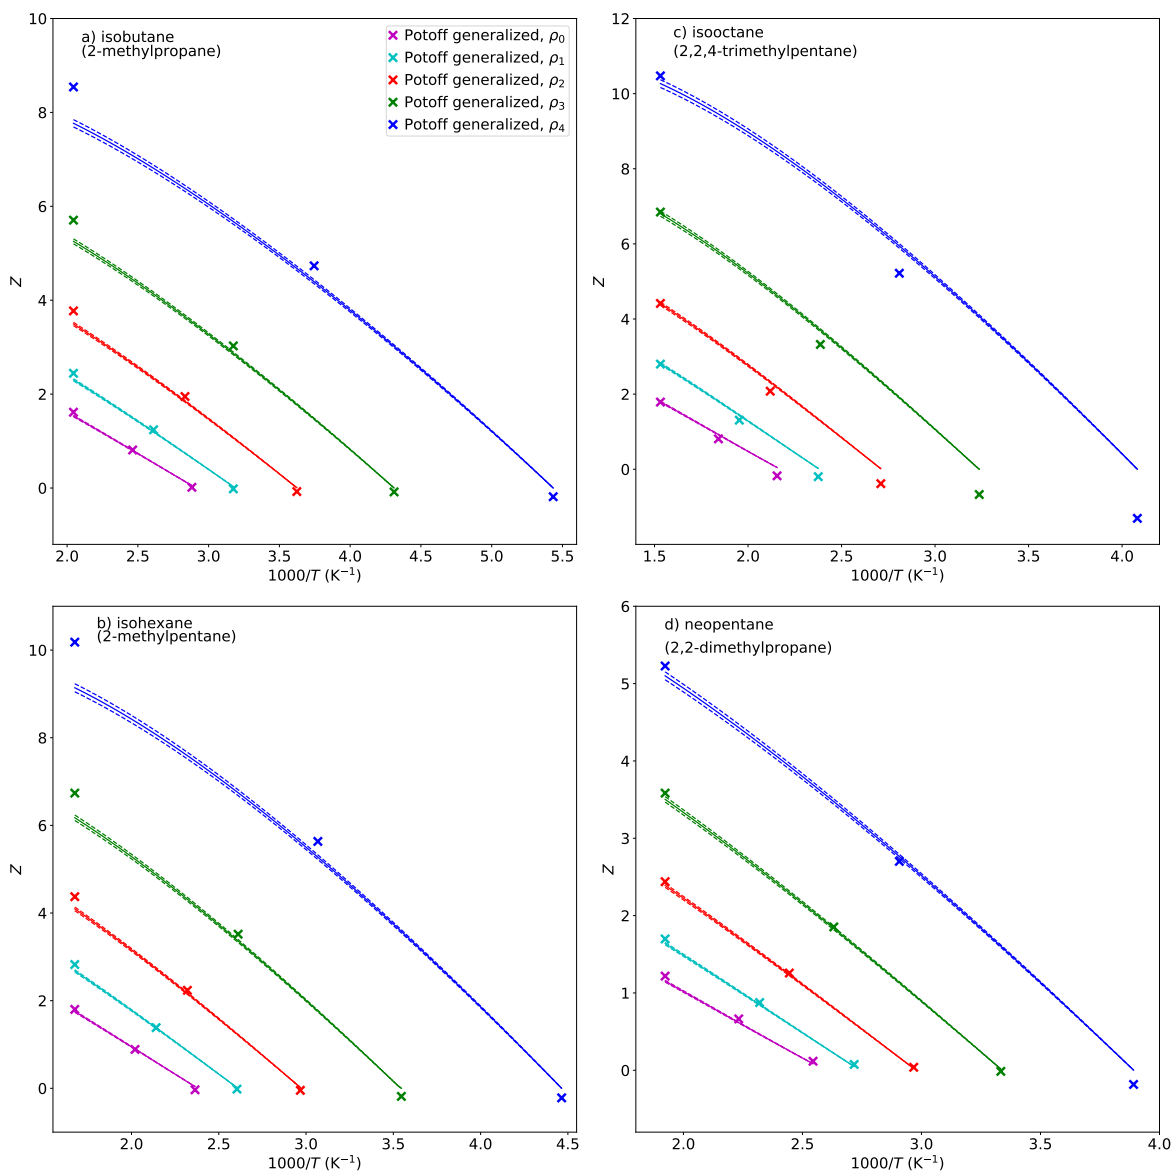 a) isobutane
(2-methylpropane)
Potoff generalized, ρ₀
Potoff generalized, ρ₁
Potoff generalized, ρ₂
Potoff generalized, ρ₃
Potoff generalized, ρ₄
10
8
6
4
2
0
Z
2.0 2.5 3.0 3.5 4.0 4.5 5.0 5.5
1000/T (K⁻¹)
c) isooctane
(2,2,4-trimethylpentane)
12
10
8
6
4
2
0
Z
1.5 2.0 2.5 3.0 3.5 4.0
1000/T (K⁻¹)
b) isohexane
(2-methylpentane)
10
8
6
4
2
0
Z
2.0 2.5 3.0 3.5 4.0 4.5
1000/T (K⁻¹)
d) neopentane
(2,2-dimethylpropane)
6
5
4
3
2
1
0
Z
2.0 2.5 3.0 3.5 4.0
1000/T (K⁻¹)